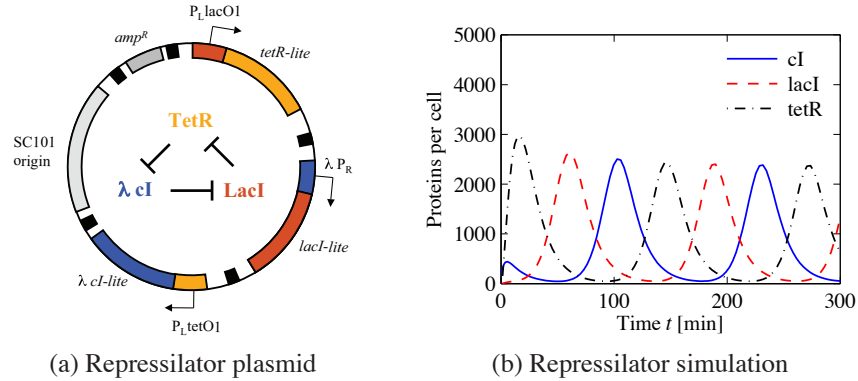 P_L lacO1
amp^R
tetR-lite
TetR
SC101
origin
λ P_R
λ cI
LacI
lacI-lite
λ cI-lite
P_L tetO1
(a) Repressilator plasmid
5000
4000
3000
2000
1000
0
Proteins per cell
cI
lacI
tetR
0
100
200
300
Time t [min]
(b) Repressilator simulation